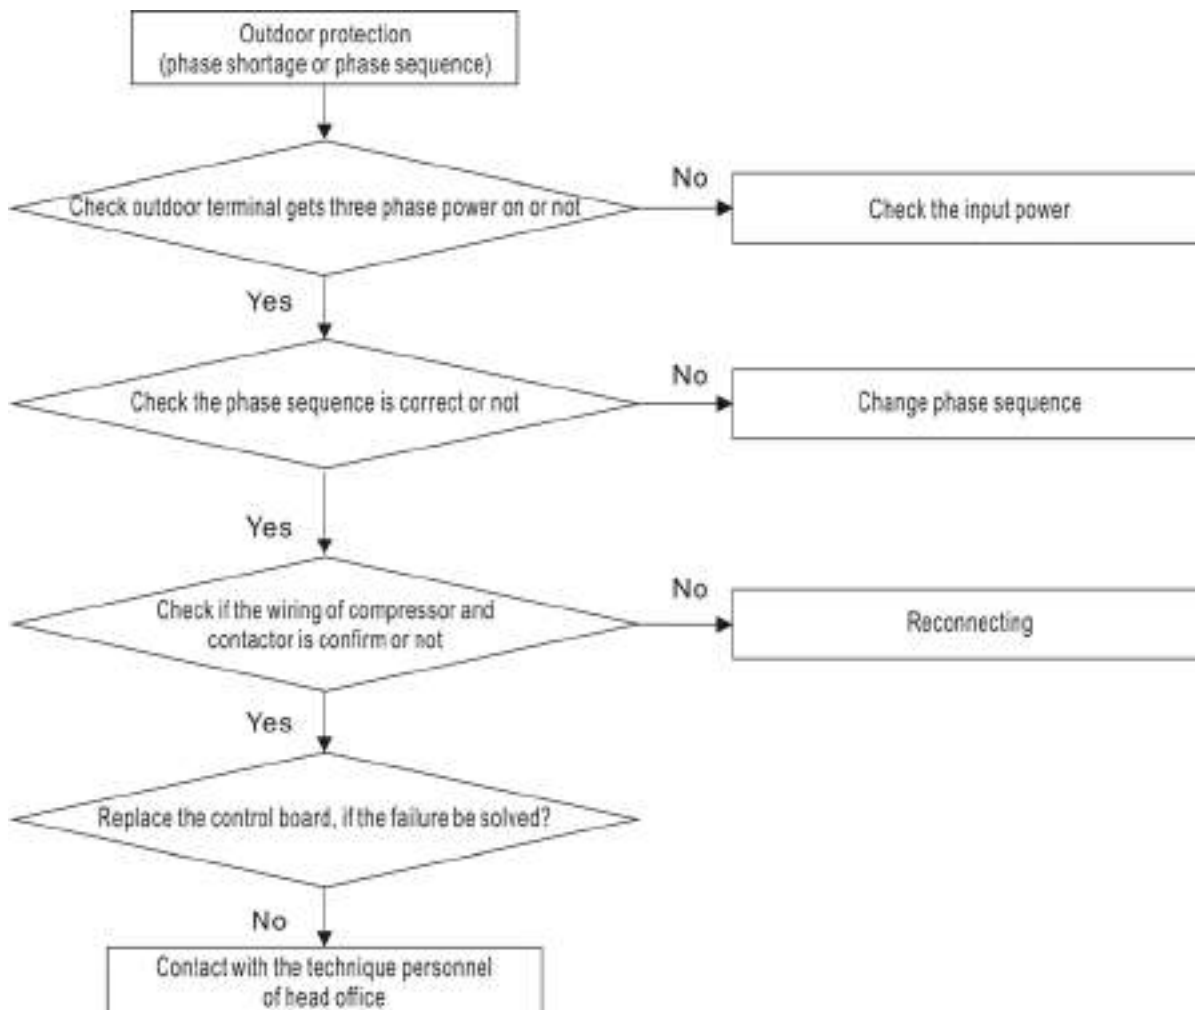 Outdoor protection
(phase shortage or phase sequence)
Check outdoor terminal gets three phase power on or not
No
Check the input power
Yes
Check the phase sequence is correct or not
No
Change phase sequence
Yes
Check if the wiring of compressor and
contactor is confirm or not
No
Reconnecting
Yes
Replace the control board, if the failure be solved?
No
Contact with the technique personnel
of head office